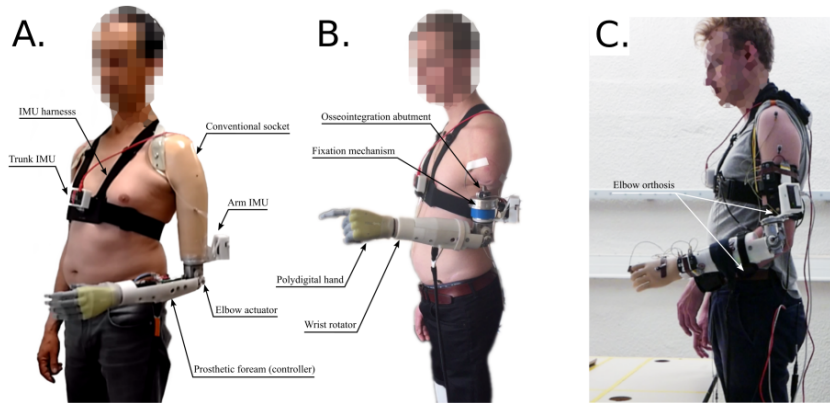 A.
B.
C.
IMU harnesss
Conventional socket
Trunk IMU
Arm IMU
Elbow actuator
Prosthetic foream (controller)
Osseointegration abutment
Fixation mechanism
Polydigital hand
Wrist rotator
Elbow orthosis